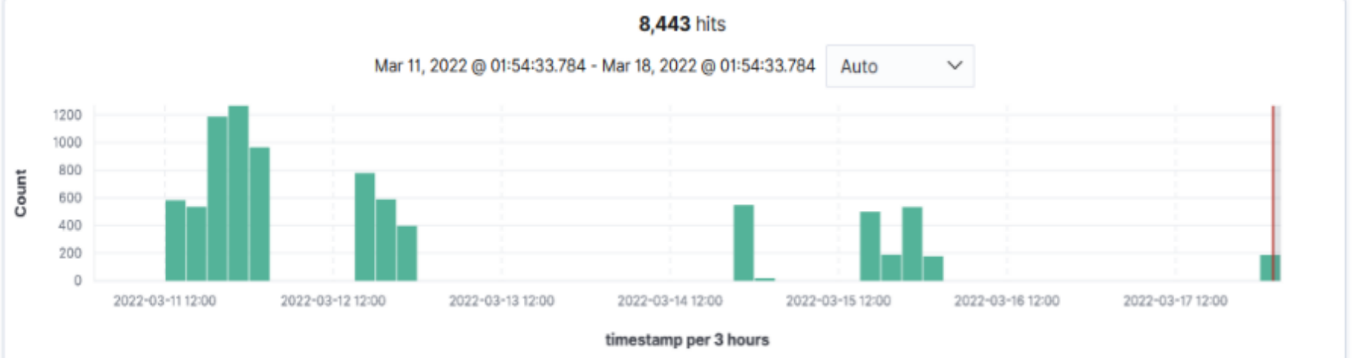 8,443 hits
Mar 11, 2022 @ 01:54:33.784 - Mar 18, 2022 @ 01:54:33.784 Auto
1200
1000
800
600
400
200
0
Count
2022-03-11 12:00 2022-03-12 12:00 2022-03-13 12:00 2022-03-14 12:00 2022-03-15 12:00 2022-03-16 12:00 2022-03-17 12:00
timestamp per 3 hours